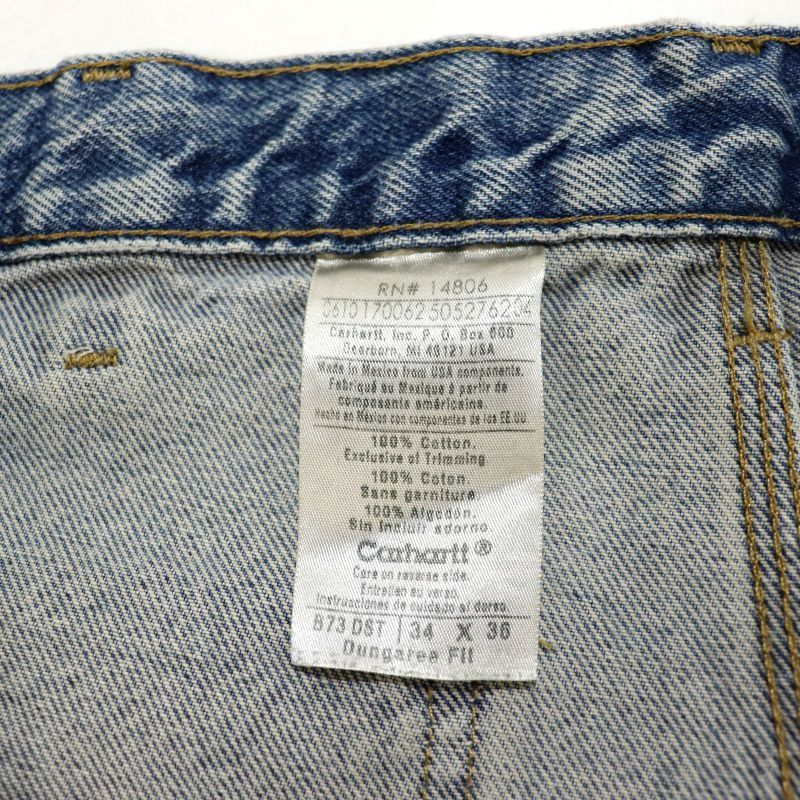 RN# 14806
Carhartt, Inc. P. O. Box 600
Dearborn, MI 48121 USA
Made in Mexico from USA components.
Fabriqué au Mexique à partir de
composants américains.
Hecho en México con componentes de los EE UU
100% Cotton.
Exclusive of Trimming
100% Coton.
Sans garniture.
100% Algodón.
Sin incluir adorno.
Carhartt®
Care on reverse side.
Entretien au verso.
Instrucciones de cuidado al dorso.
B73 DST 34 X 36
Dungaree Fit